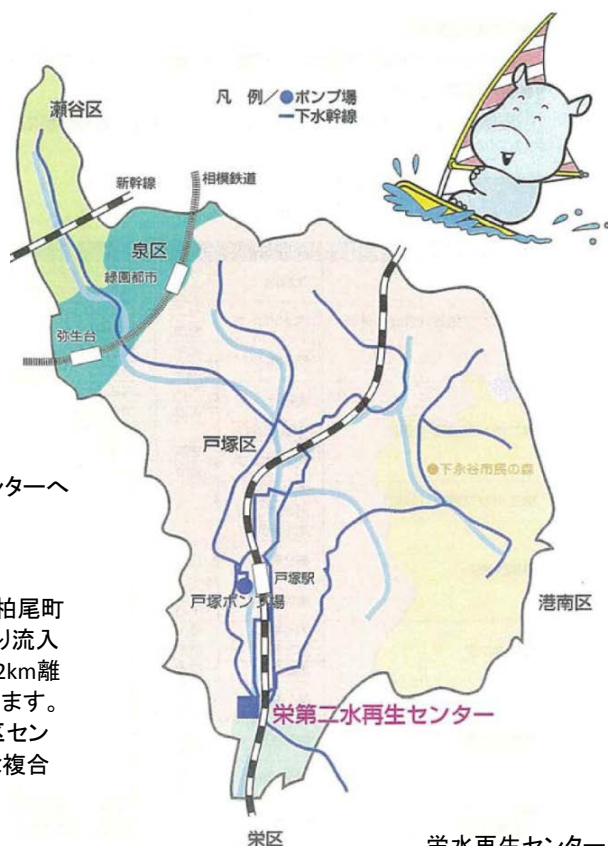 凡 例／●ポンプ場
━下水幹線
瀬谷区
新幹線
相模鉄道
泉区
緑園都市
弥生台
戸塚区
●下永谷市民の森
ンターへ
戸塚駅
戸塚ポンプ場
港南区
柏尾町
り流入
2km離
ます。
区セン
複合
栄第二水再生センター
栄区
栄水再生センター